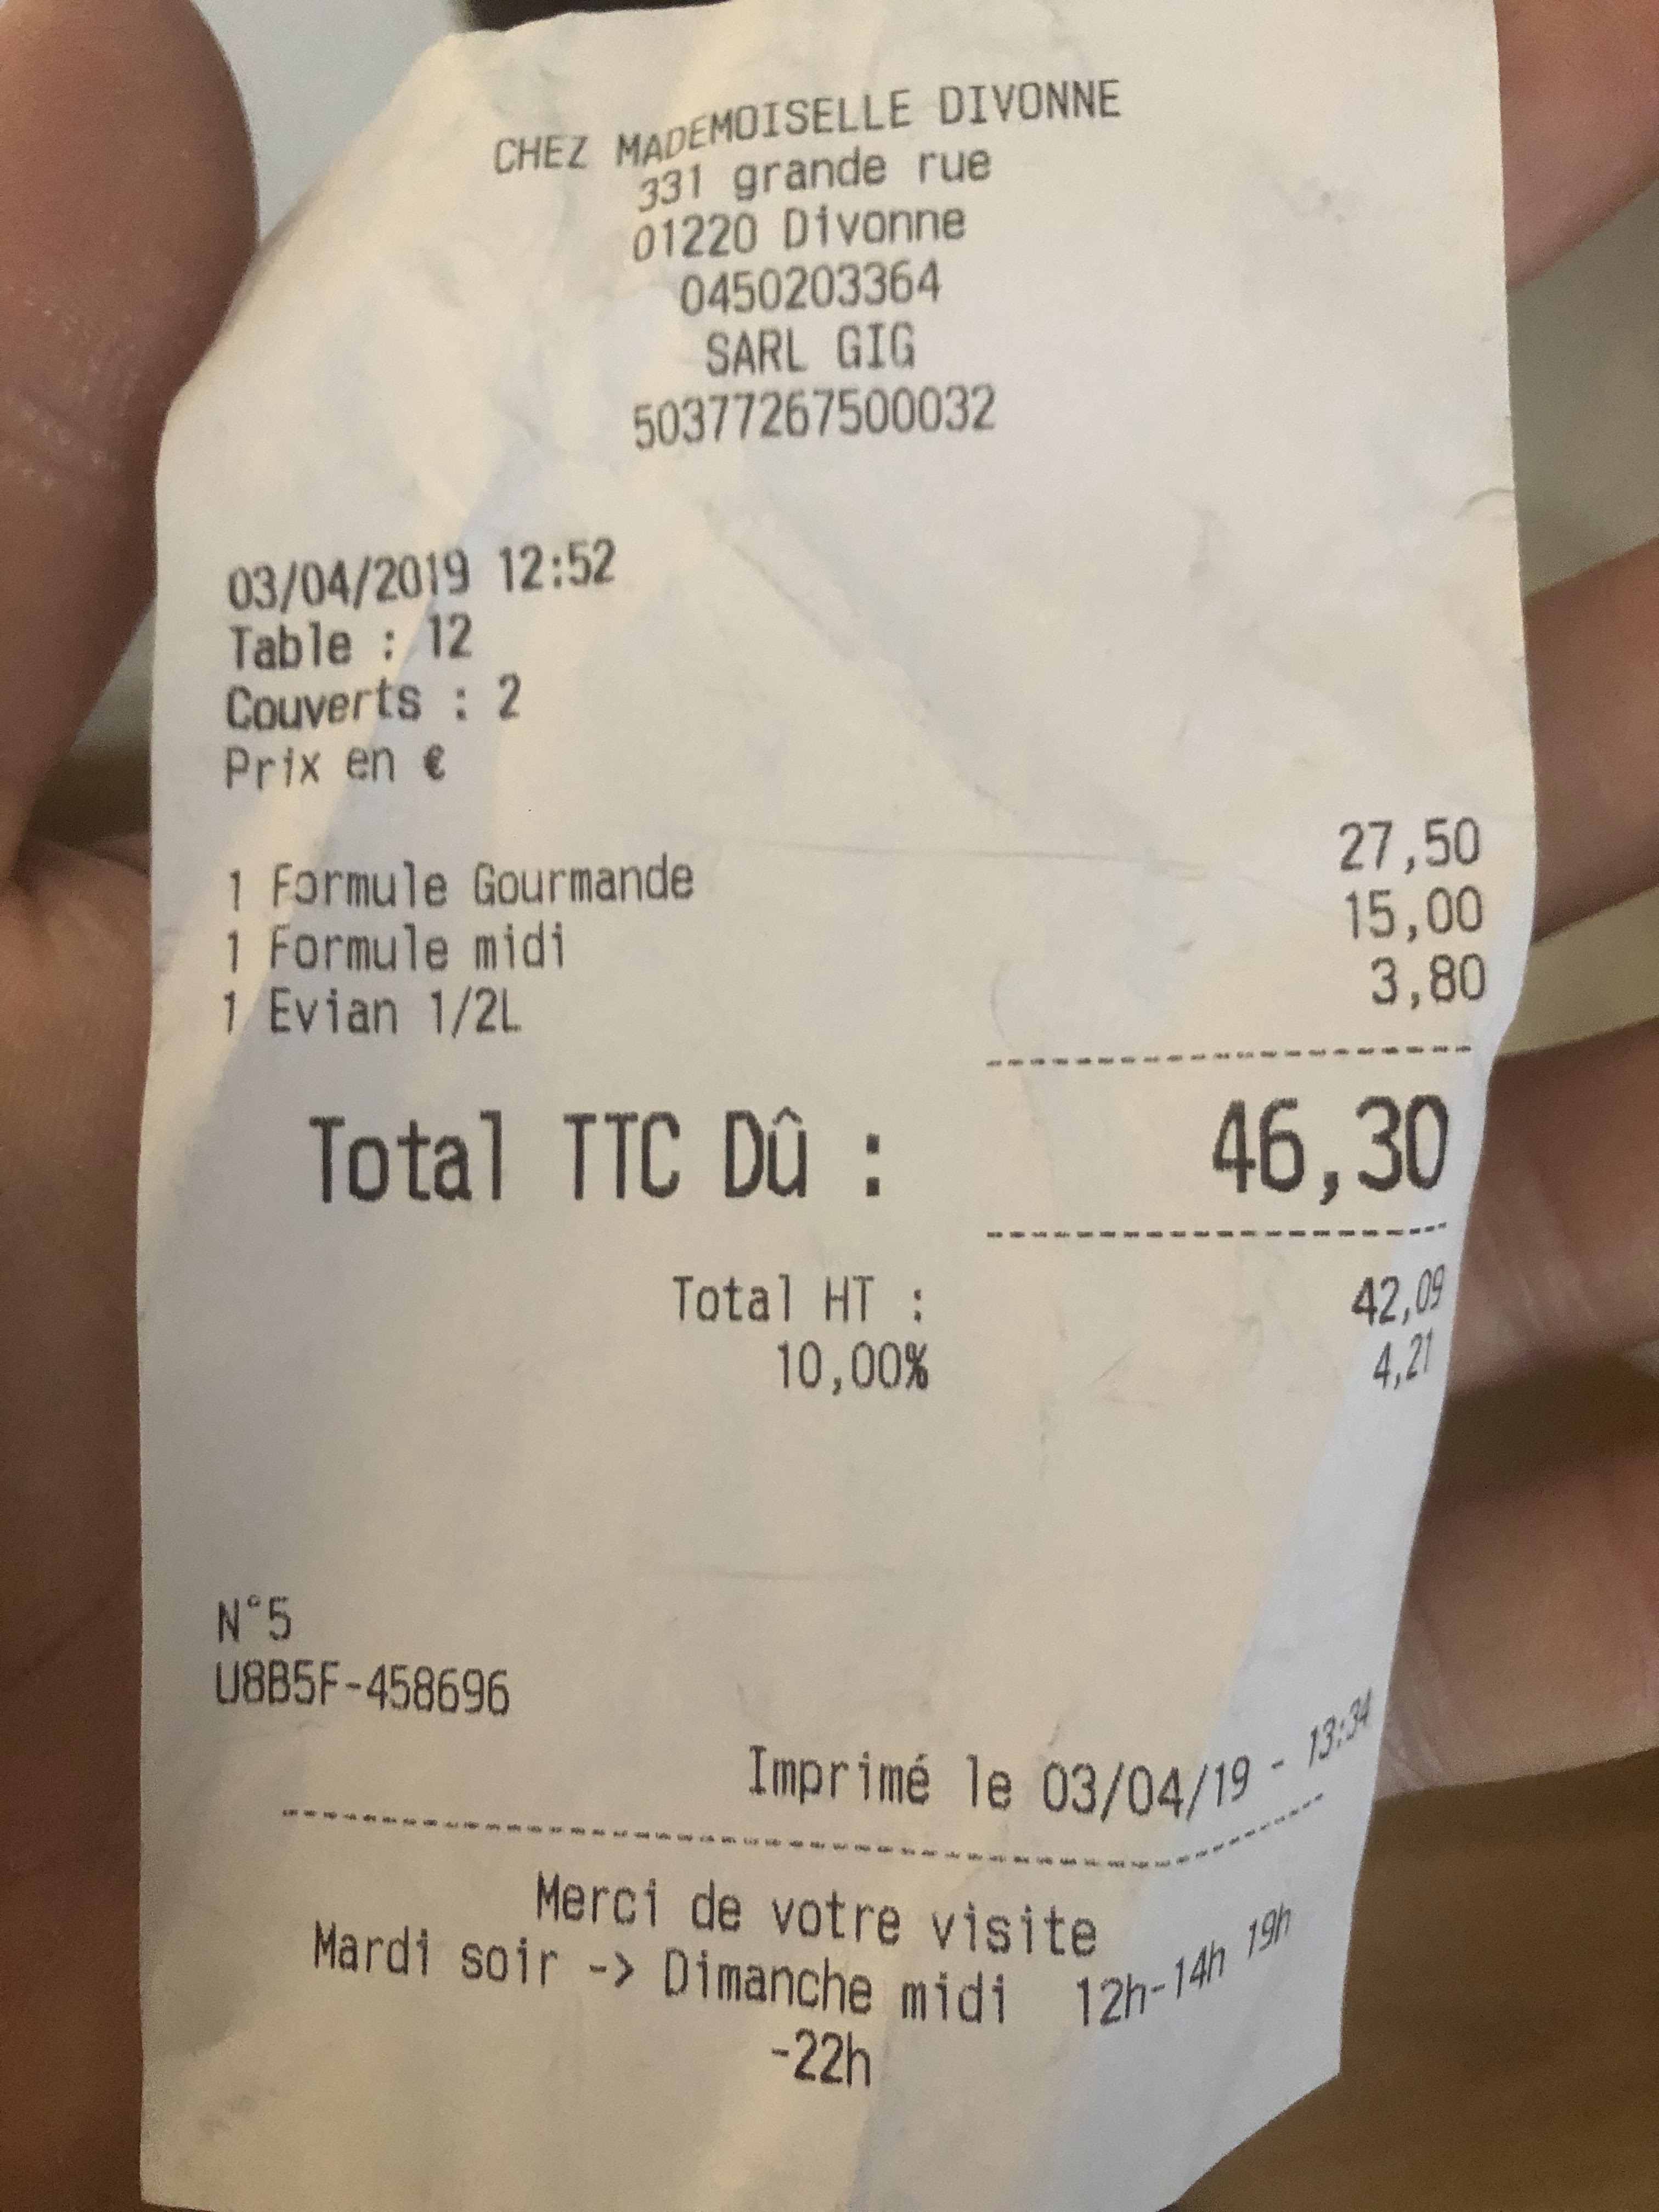 CHEZ MADEMOISELLE DIVONNE
331 grande rue
01220 Divonne
0450203364
SARL GIG
50377267500032
03/04/2019 12:52
Table : 12
Couverts : 2
Prix en €
1 Formule Gourmande 27,50
1 Formule midi 15,00
1 Evian 1/2L 3,80
Total TTC Dû : 46,30
Total HT : 42,09
10,00% 4,21
N°5
U8B5F-458696
Imprimé le 03/04/19 - 13:34
Merci de votre visite
Mardi soir -> Dimanche midi 12h-14h 19h
-22h